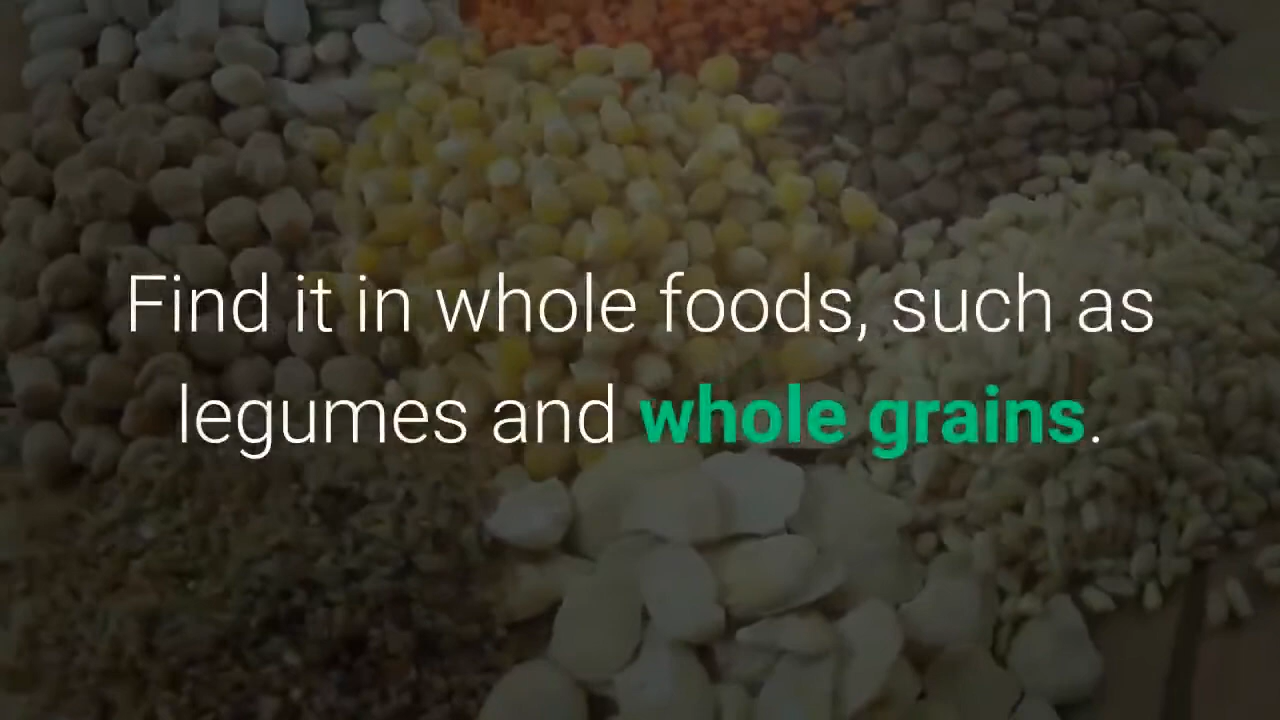 Find it in whole foods, such as
legumes and whole grains.